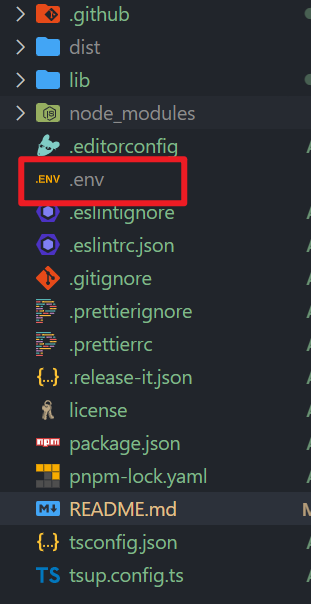 .github
dist
lib
node_modules
.editorconfig
.ENV .env
.eslintignore
.eslintrc.json
.gitignore
.prettierignore
.prettierrc
{..} .release-it.json
license
npm package.json
pnpm-lock.yaml
M README.md M
{..} tsconfig.json
TS tsup.config.ts